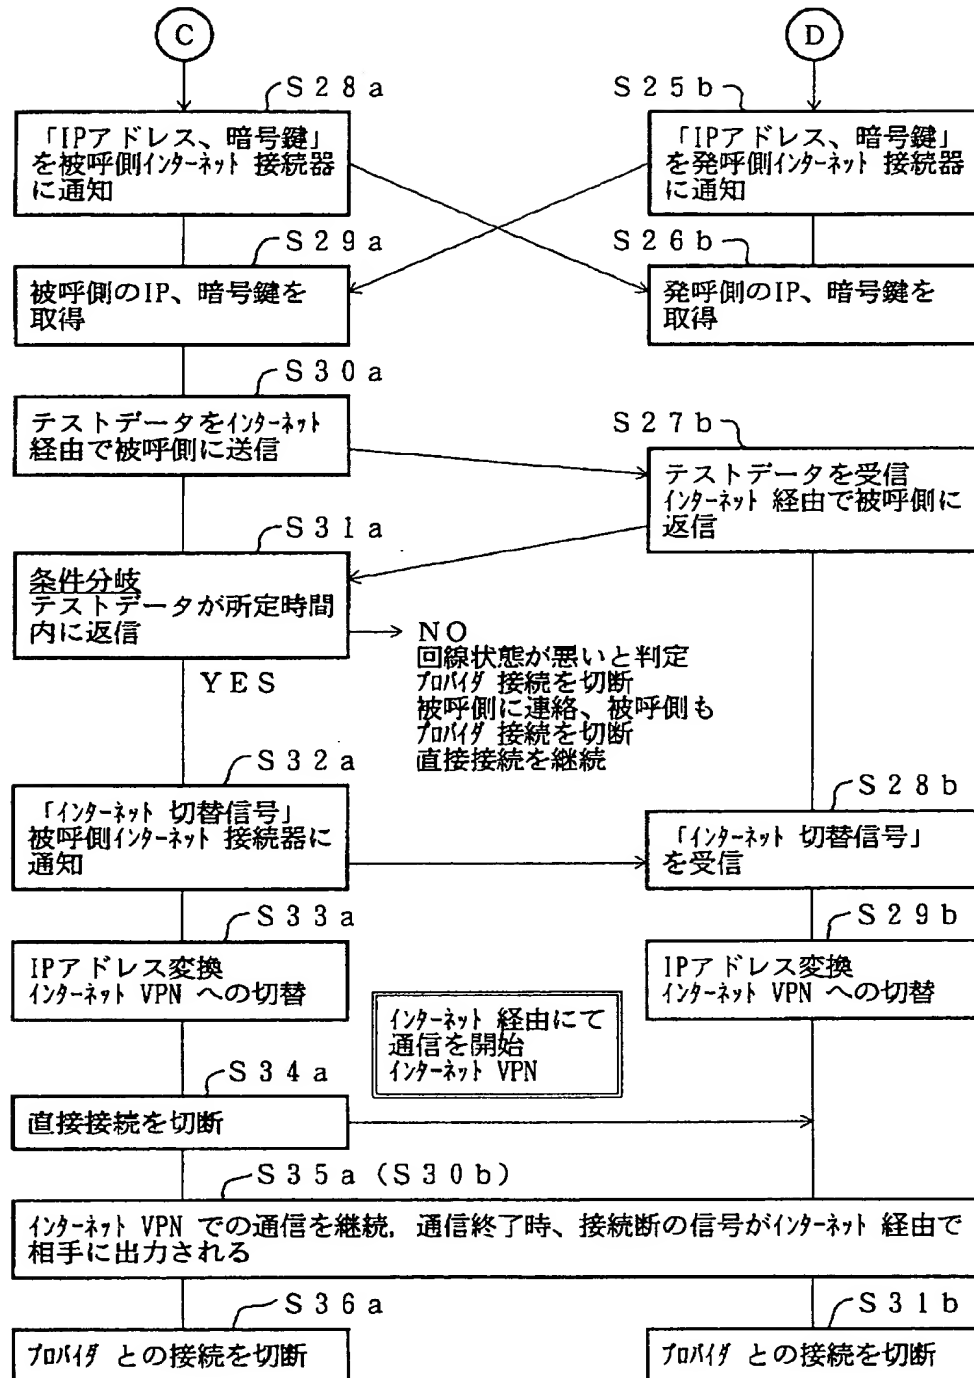 C
D
S28a
S25b
「IPアドレス、暗号鍵」
を被呼側インターネット 接続器
に通知
「IPアドレス、暗号鍵」
を発呼側インターネット 接続器
に通知
S29a
S26b
被呼側のIP、暗号鍵を
取得
発呼側のIP、暗号鍵を
取得
S30a
テストデータをインターネット
経由で被呼側に送信
S27b
テストデータを受信
インターネット 経由で被呼側に
返信
S31a
条件分岐
テストデータが所定時間
内に返信
NO
回線状態が悪いと判定
プロバイダ 接続を切断
被呼側に連絡、被呼側も
プロバイダ 接続を切断
直接接続を継続
YES
S32a
「インターネット 切替信号」
被呼側インターネット 接続器に
通知
S28b
「インターネット 切替信号」
を受信
S33a
IPアドレス変換
インターネット VPN への切替
S29b
IPアドレス変換
インターネット VPN への切替
インターネット 経由にて
通信を開始
インターネット VPN
S34a
直接接続を切断
S35a (S30b)
インターネット VPN での通信を継続, 通信終了時、接続断の信号がインターネット 経由で
相手に出力される
S36a
S31b
プロバイダ との接続を切断
プロバイダ との接続を切断